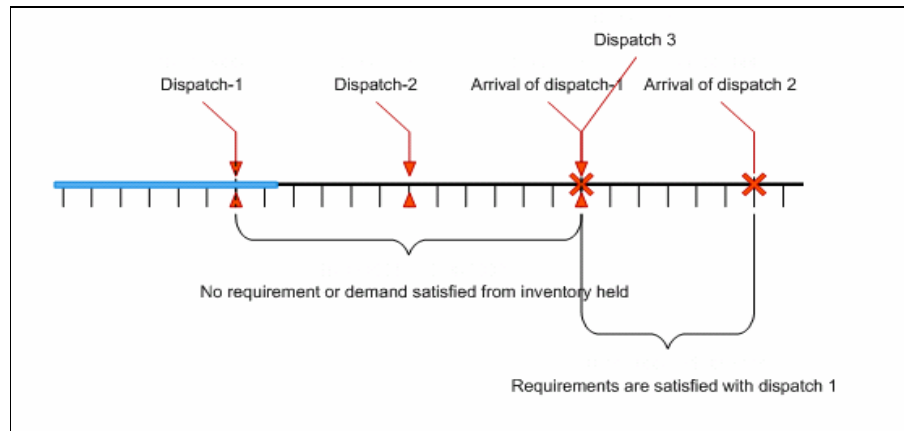 Dispatch 3
Dispatch-1
Dispatch-2
Arrival of dispatch-1
Arrival of dispatch 2
No requirement or demand satisfied from inventory held
Requirements are satisfied with dispatch 1